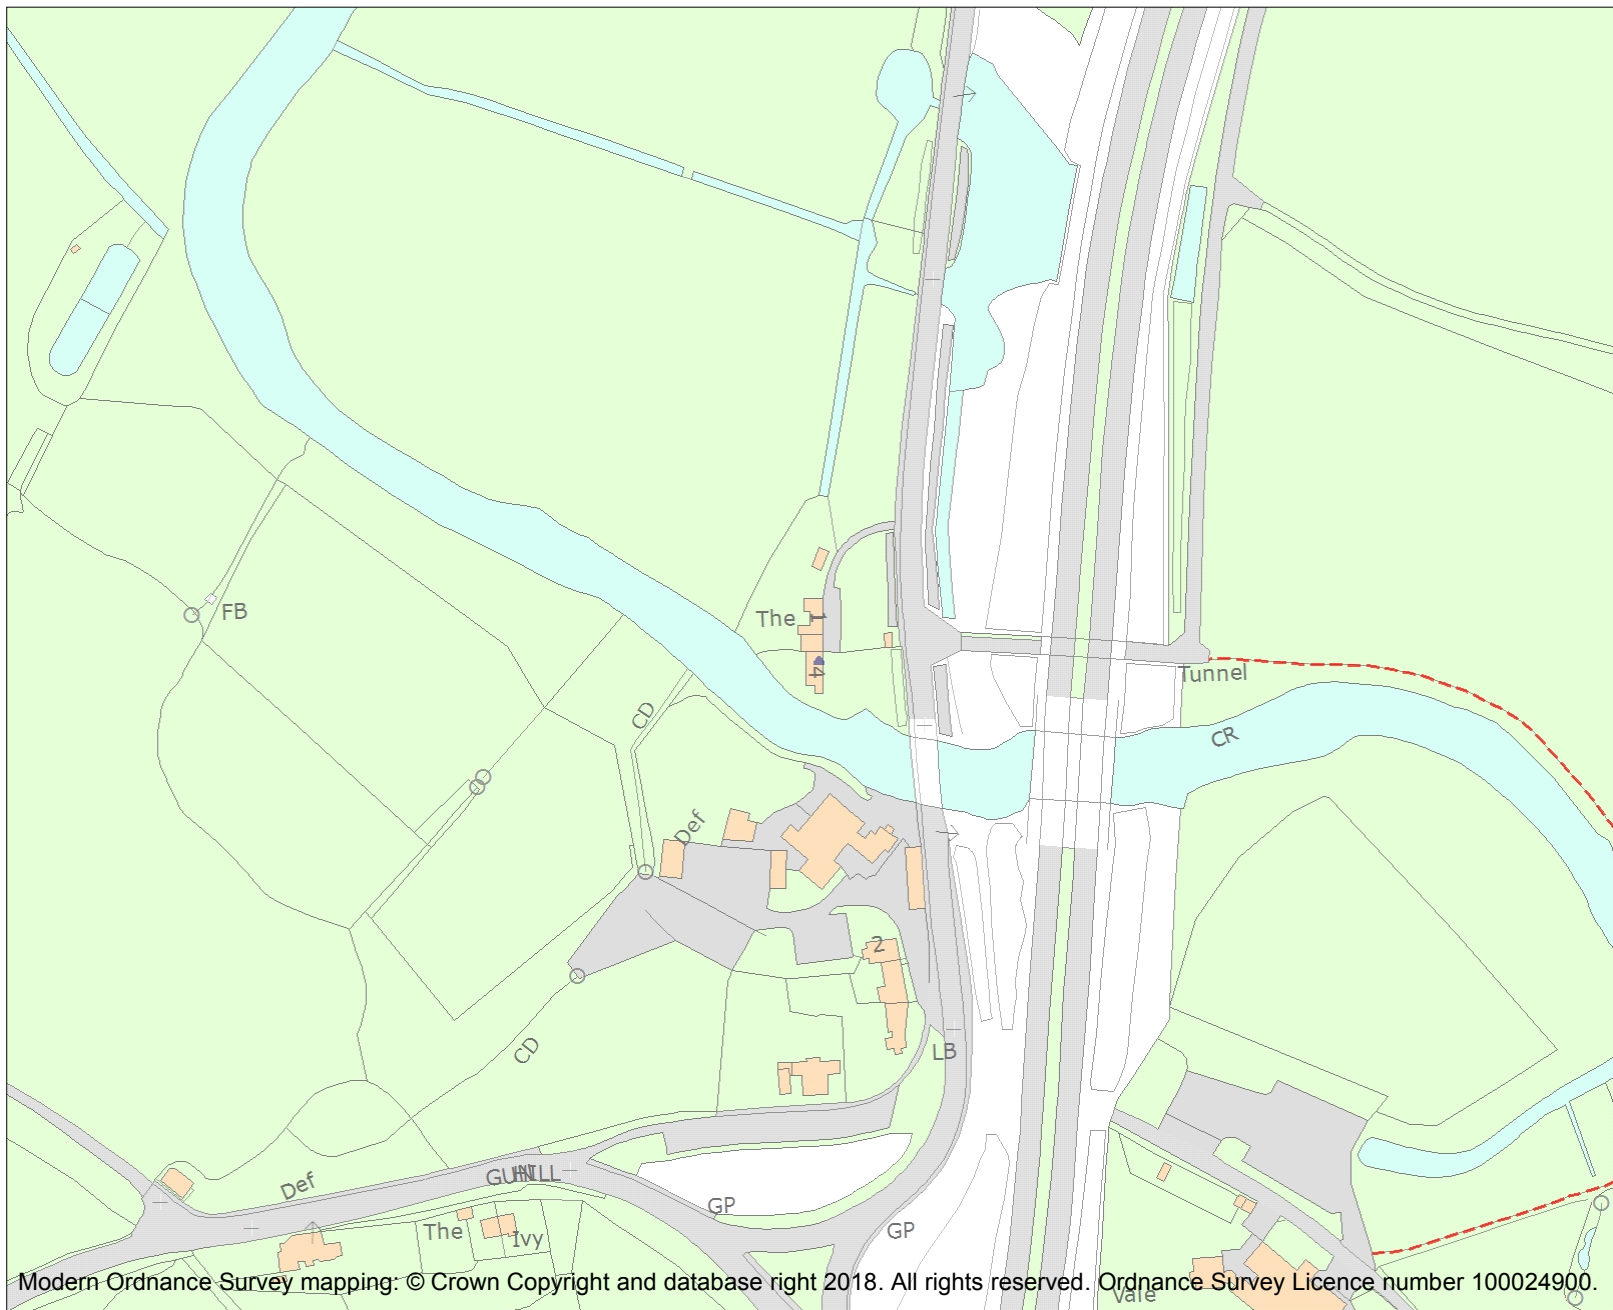 FB
The
1
4
Tunnel
CD
CR
Def
2
CD
LB
Def
GP
The
Ivy
GP
Vale
Modern Ordnance Survey mapping: © Crown Copyright and database right 2018. All rights reserved. Ordnance Survey Licence number 100024900.